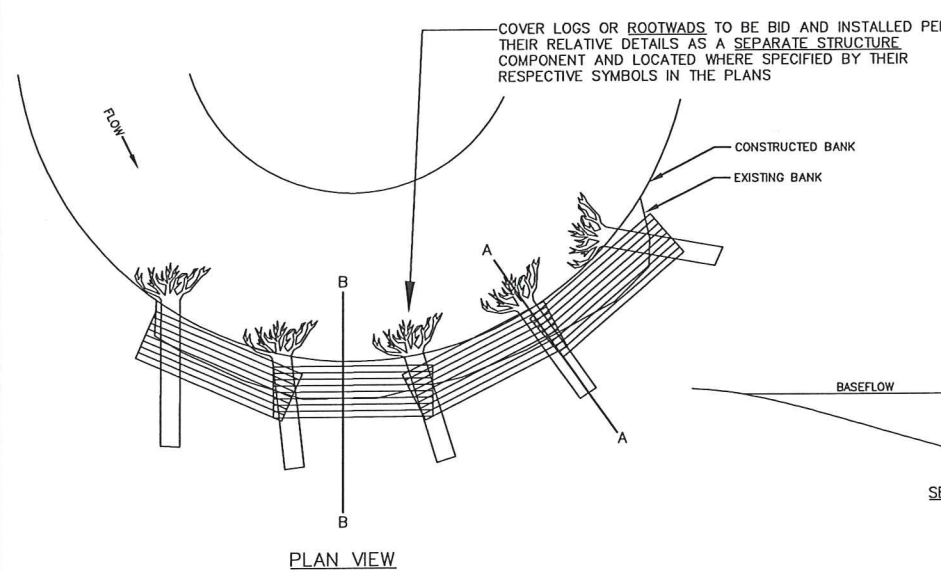 COVER LOGS OR ROOTWADS TO BE BID AND INSTALLED PE
THEIR RELATIVE DETAILS AS A SEPARATE STRUCTURE
COMPONENT AND LOCATED WHERE SPECIFIED BY THEIR
RESPECTIVE SYMBOLS IN THE PLANS
FLOW
CONSTRUCTED BANK
EXISTING BANK
A
B
BASEFLOW
A
SE
B
PLAN VIEW